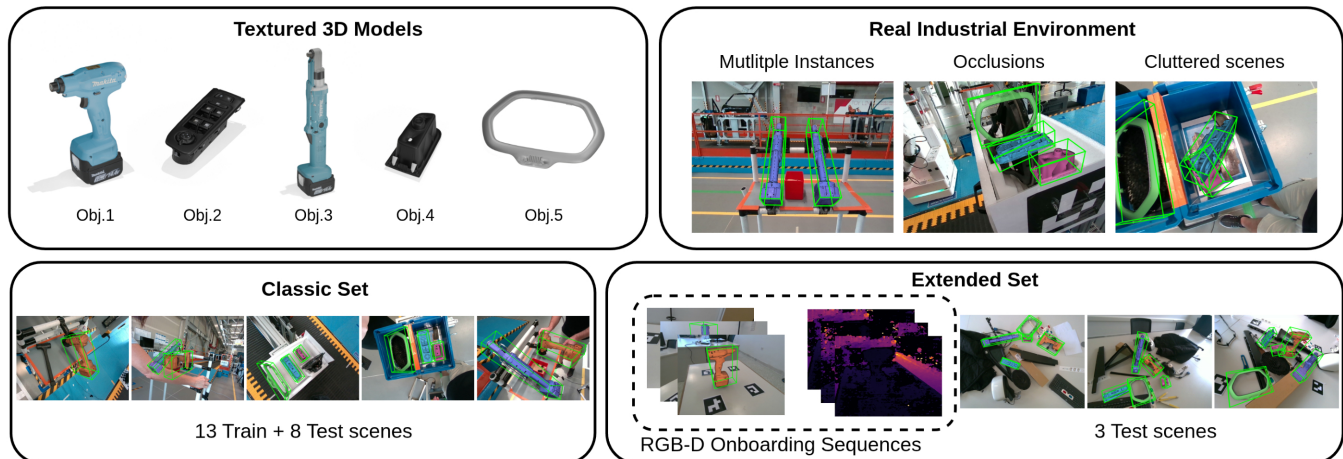 Textured 3D Models
Obj.1
Obj.2
Obj.3
Obj.4
Obj.5
Real Industrial Environment
Mutlitple Instances
Occlusions
Cluttered scenes
Classic Set
13 Train + 8 Test scenes
Extended Set
RGB-D Onboarding Sequences
3 Test scenes